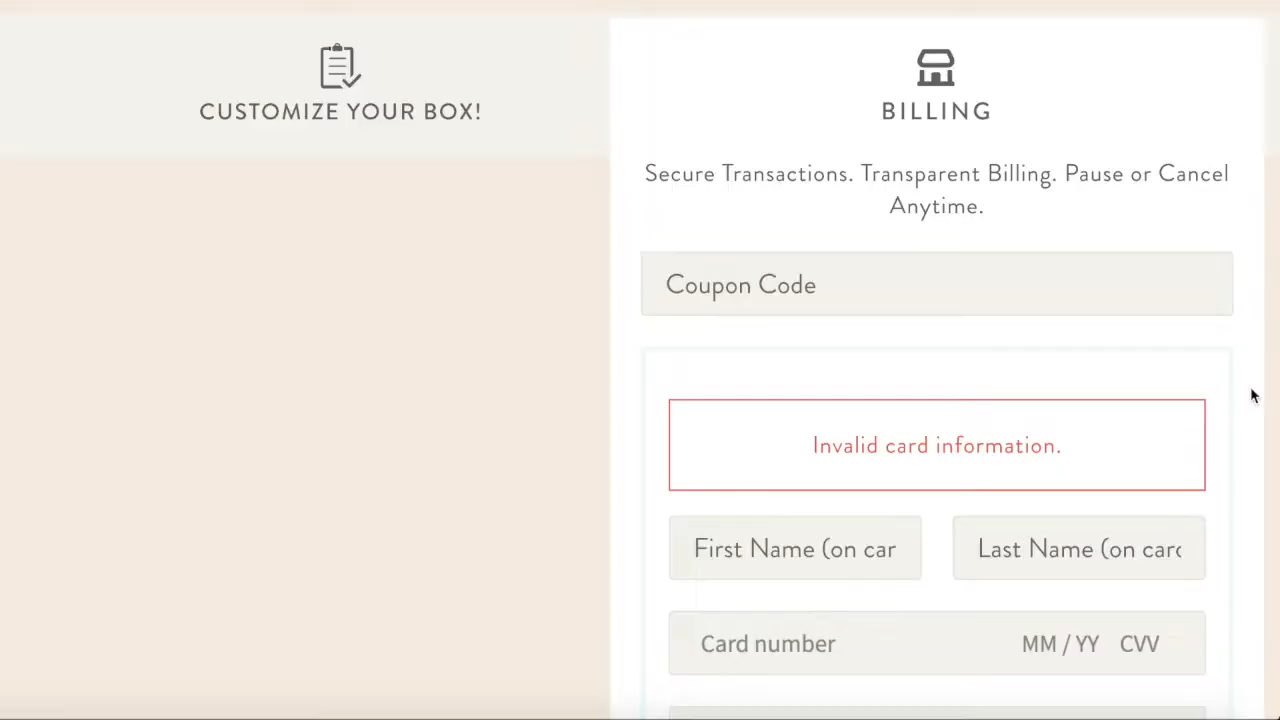 CUSTOMIZE YOUR BOX!
BILLING
Secure Transactions. Transparent Billing. Pause or Cancel
Anytime.
Coupon Code
Invalid card information.
First Name (on car
Last Name (on card
Card number
MM / YY
CVV